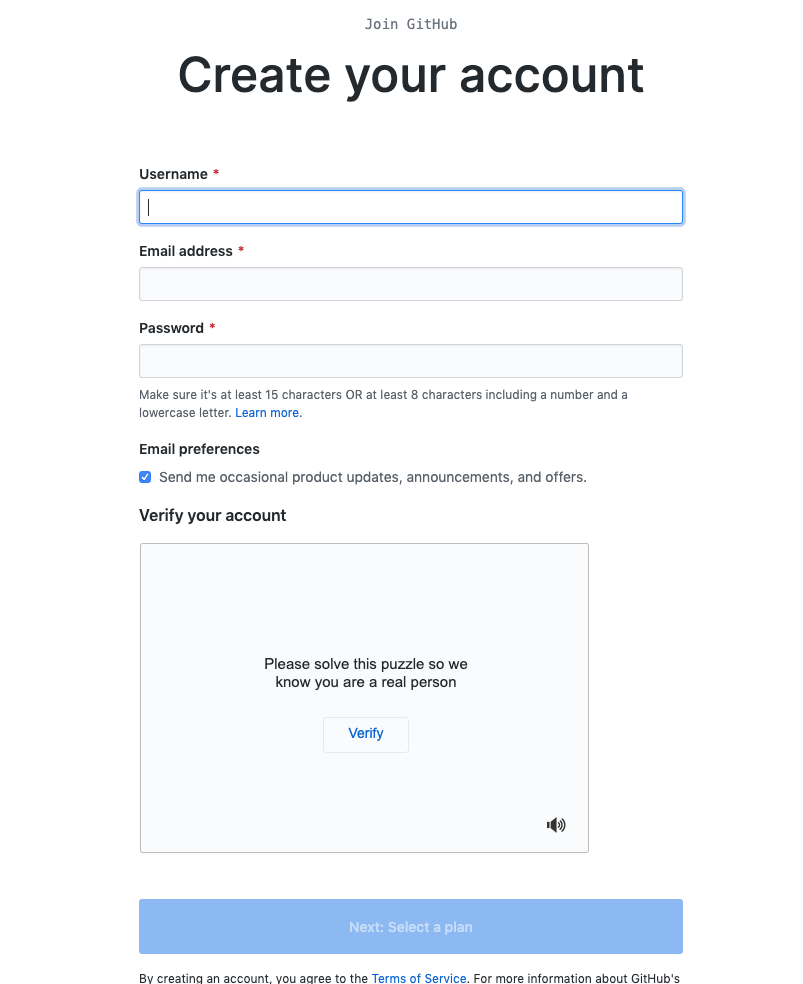 Join GitHub
Create your account
Username *
Email address *
Password *
Make sure it's at least 15 characters OR at least 8 characters including a number and a
lowercase letter. Learn more.
Email preferences
Send me occasional product updates, announcements, and offers.
Verify your account
Please solve this puzzle so we
know you are a real person
Verify
Next: Select a plan
By creating an account, you agree to the Terms of Service. For more information about GitHub's